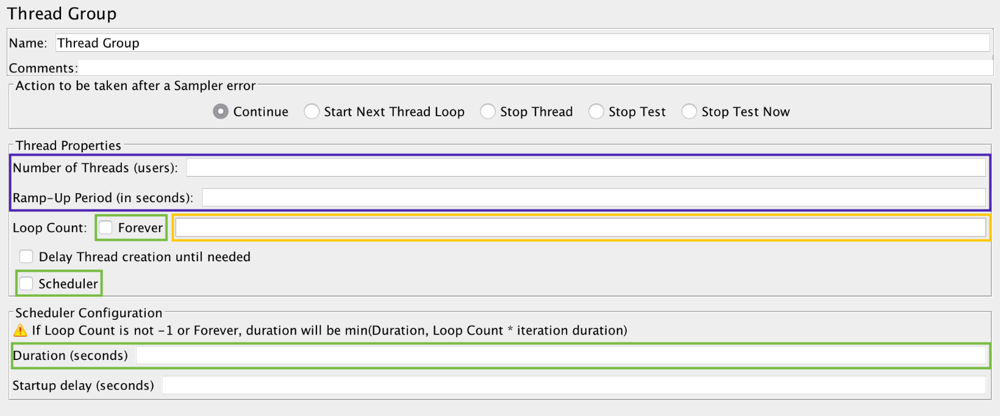 Thread Group
Name: Thread Group
Comments:
Action to be taken after a Sampler error
Continue Start Next Thread Loop Stop Thread Stop Test Stop Test Now
Thread Properties
Number of Threads (users):
Ramp-Up Period (in seconds):
Loop Count: Forever
Delay Thread creation until needed
Scheduler
Scheduler Configuration
If Loop Count is not -1 or Forever, duration will be min(Duration, Loop Count * iteration duration)
Duration (seconds)
Startup delay (seconds)